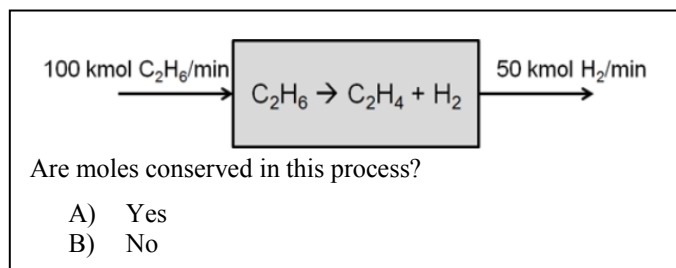 100 kmol C₂H₆/min
C₂H₆ → C₂H₄ + H₂
50 kmol H₂/min
Are moles conserved in this process?
A) Yes
B) No